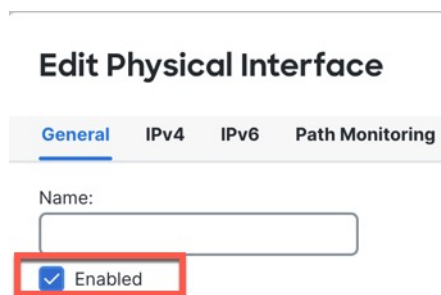 Edit Physical Interface
General IPv4 IPv6 Path Monitoring
Name:
Enabled